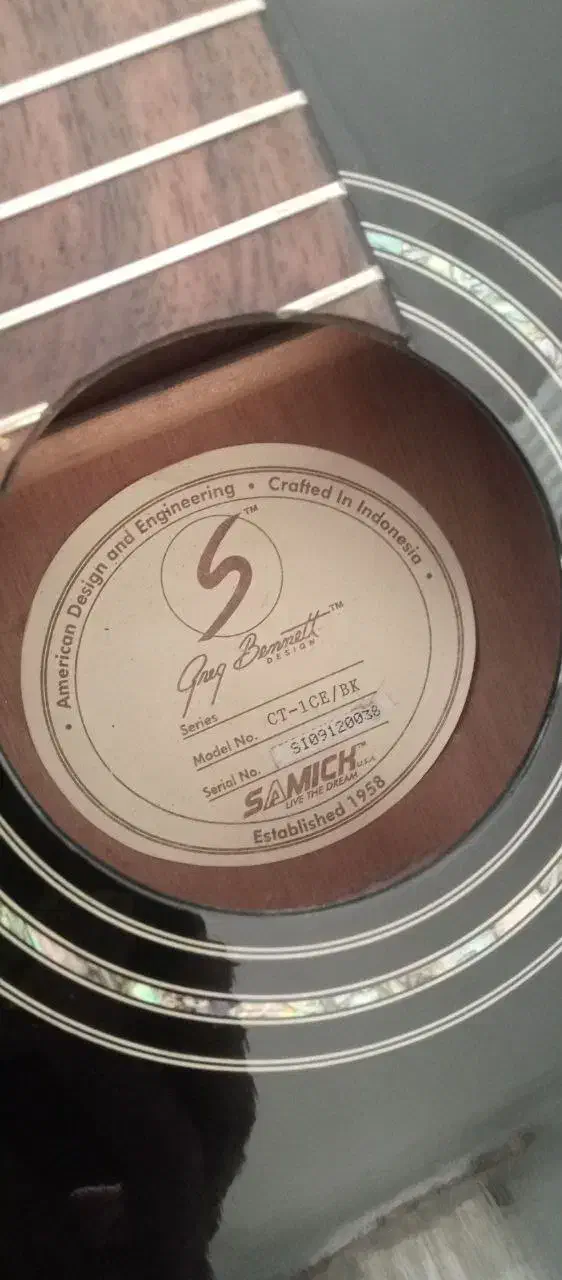 American Design and Engineering • Crafted In Indonesia
S™
Greg Bennett™
DESIGN
Series
Model No. CT-1CE/BK
Serial No. SI09120038
SAMICK™
LIVE THE DREAM U.S.A
Established 1958